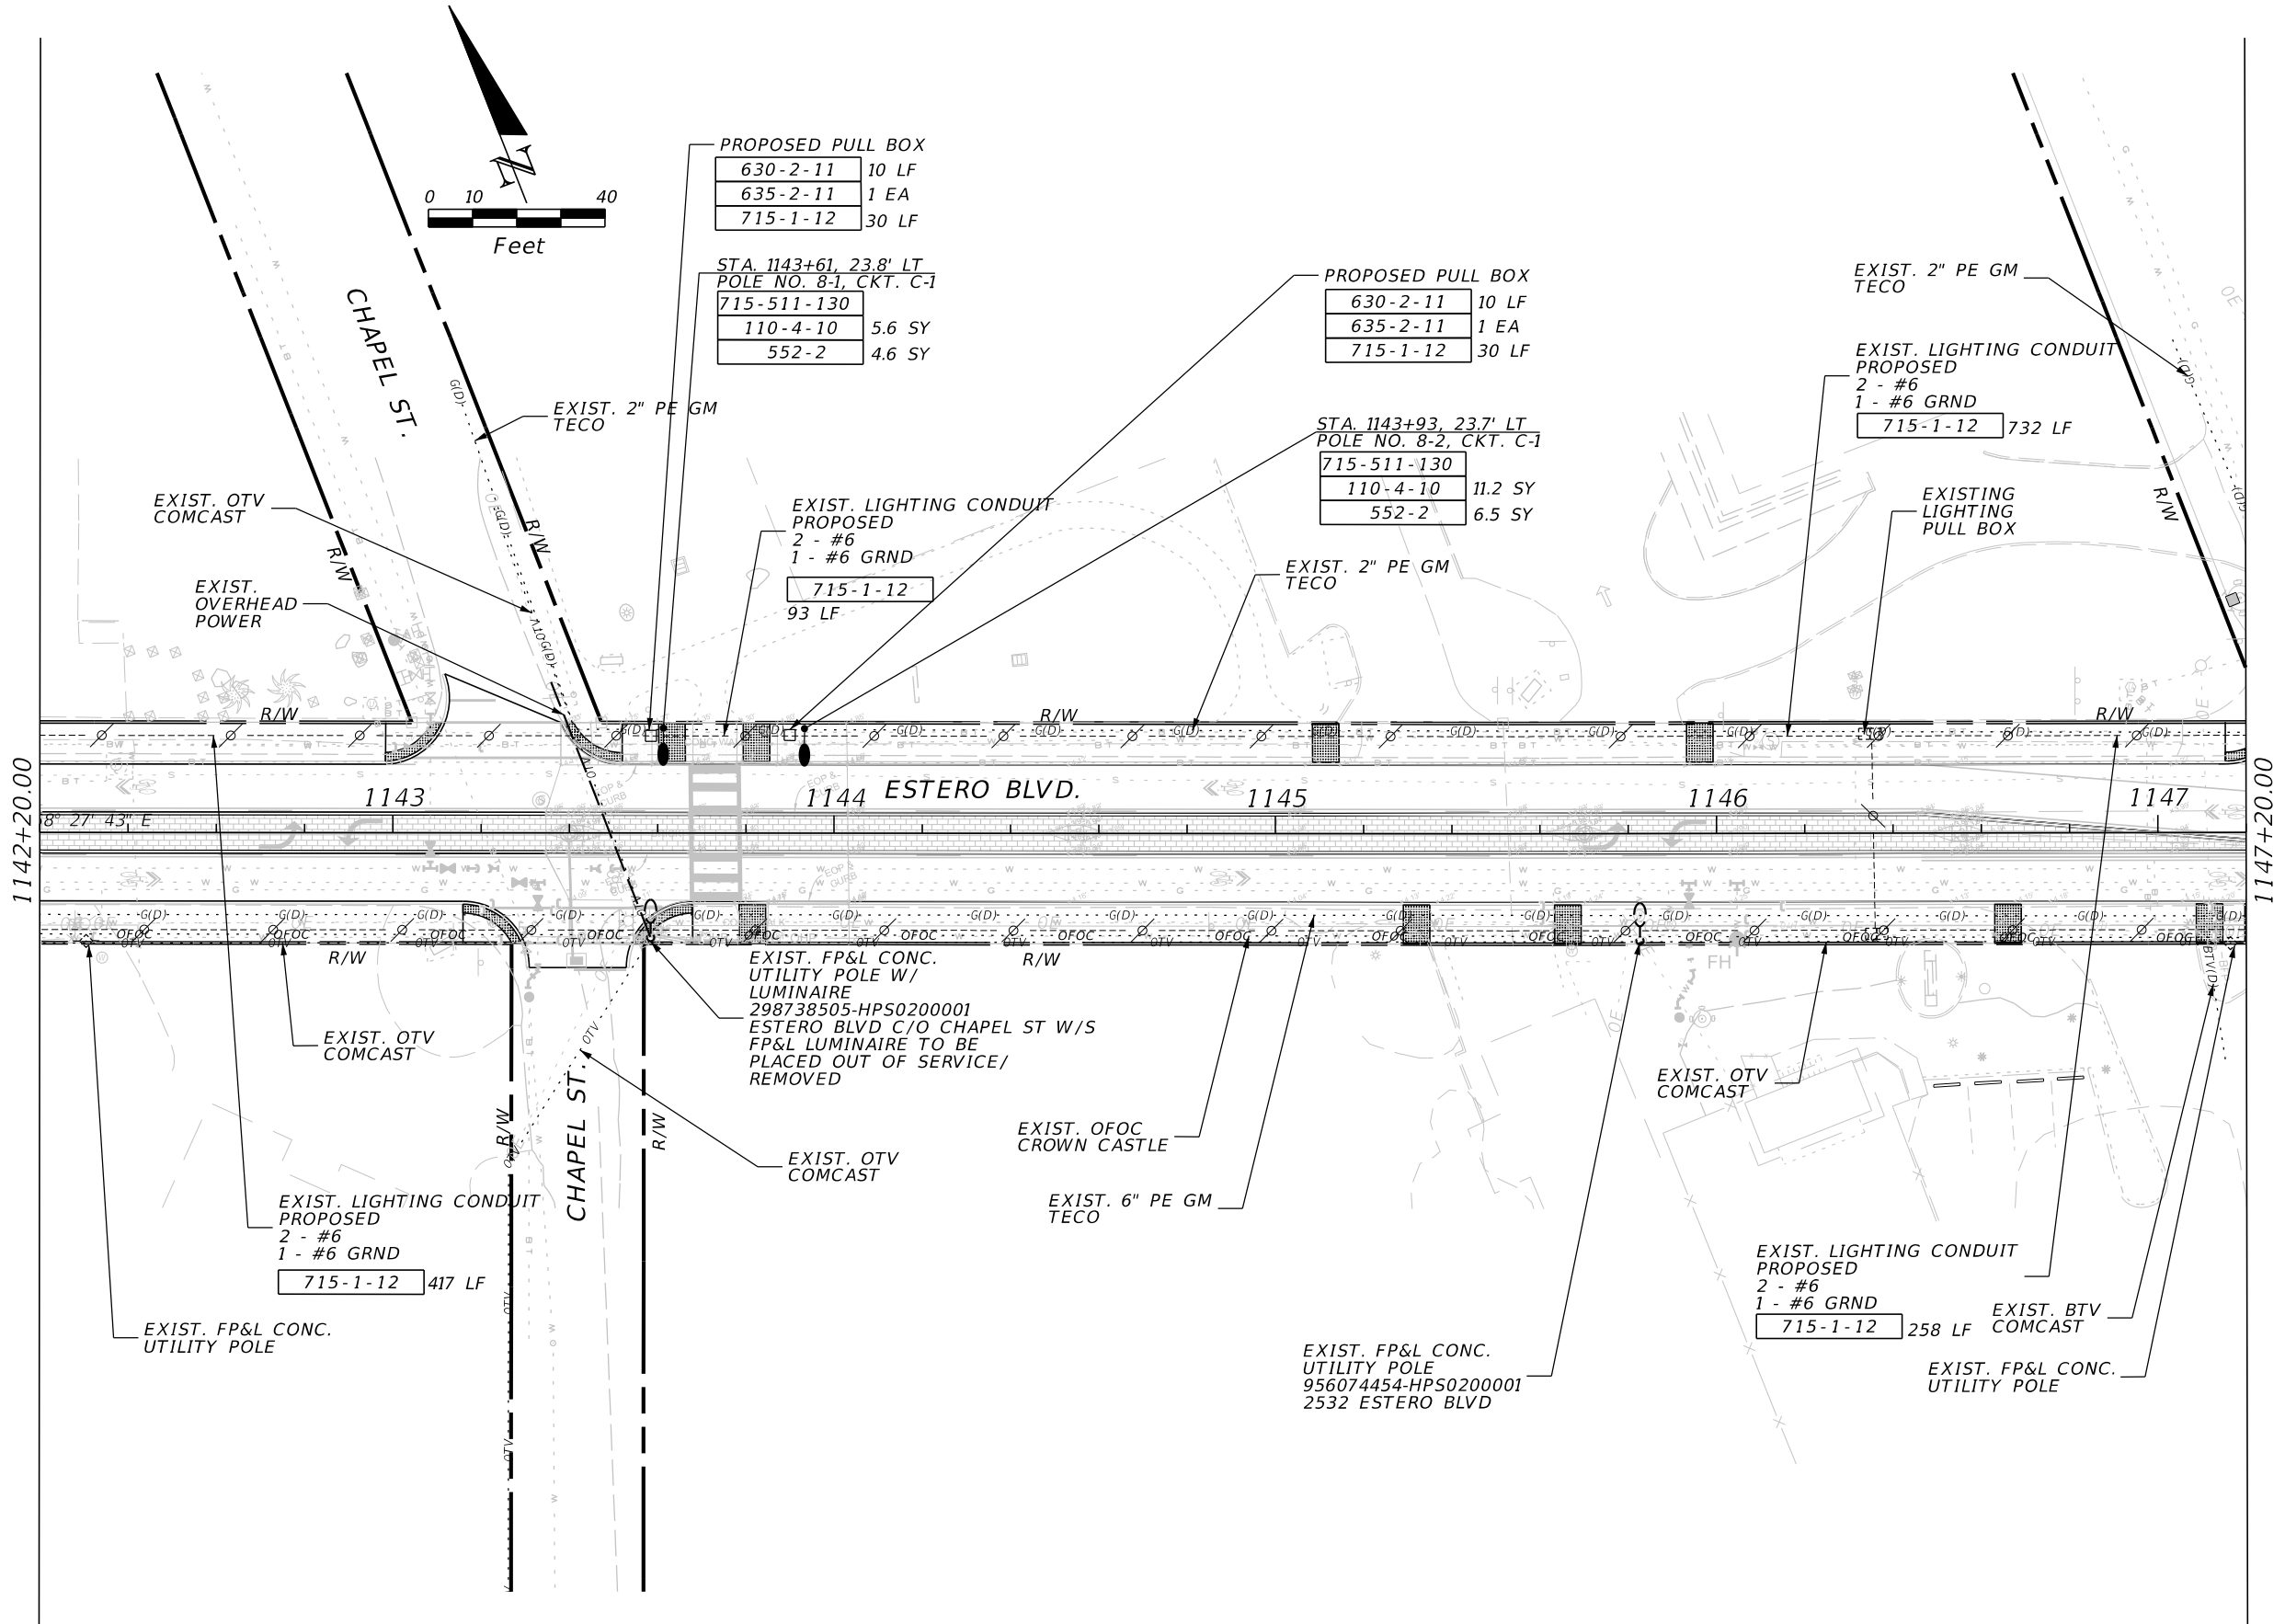 0 10 40
Feet
PROPOSED PULL BOX
630-2-11 10 LF
635-2-11 1 EA
715-1-12 30 LF
STA. 1143+61, 23.8' LT
POLE NO. 8-1, CKT. C-1
715-511-130
110-4-10 5.6 SY
552-2 4.6 SY
PROPOSED PULL BOX
630-2-11 10 LF
635-2-11 1 EA
715-1-12 30 LF
STA. 1143+93, 23.7' LT
POLE NO. 8-2, CKT. C-1
715-511-130
110-4-10 11.2 SY
552-2 6.5 SY
EXIST. 2" PE GM
TECO
EXIST. LIGHTING CONDUIT
PROPOSED
2 - #6
1 - #6 GRND
715-1-12 732 LF
EXISTING
LIGHTING
PULL BOX
CHAPEL ST.
EXIST. 2" PE GM
TECO
EXIST. OTV
COMCAST
EXIST.
OVERHEAD
POWER
EXIST. LIGHTING CONDUIT
PROPOSED
2 - #6
1 - #6 GRND
715-1-12
93 LF
EXIST. 2" PE GM
TECO
R/W
R/W
R/W
R/W
R/W
R/W
1142+20.00
8° 27' 43" E
1143
1144
ESTERO BLVD.
1145
1146
1147
1147+20.00
R/W
R/W
FH
EXIST. FP&L CONC.
UTILITY POLE W/
LUMINAIRE
298738505-HPS0200001
ESTERO BLVD C/O CHAPEL ST W/S
FP&L LUMINAIRE TO BE
PLACED OUT OF SERVICE/
REMOVED
EXIST. OTV
COMCAST
CHAPEL ST.
R/W
R/W
OTV
EXIST. OTV
COMCAST
EXIST. OFOC
CROWN CASTLE
EXIST. 6" PE GM
TECO
EXIST. OTV
COMCAST
EXIST. LIGHTING CONDUIT
PROPOSED
2 - #6
1 - #6 GRND
715-1-12 417 LF
EXIST. FP&L CONC.
UTILITY POLE
EXIST. FP&L CONC.
UTILITY POLE
956074454-HPS0200001
2532 ESTERO BLVD
EXIST. LIGHTING CONDUIT
PROPOSED
2 - #6
1 - #6 GRND
715-1-12 258 LF
EXIST. BTV
COMCAST
EXIST. FP&L CONC.
UTILITY POLE